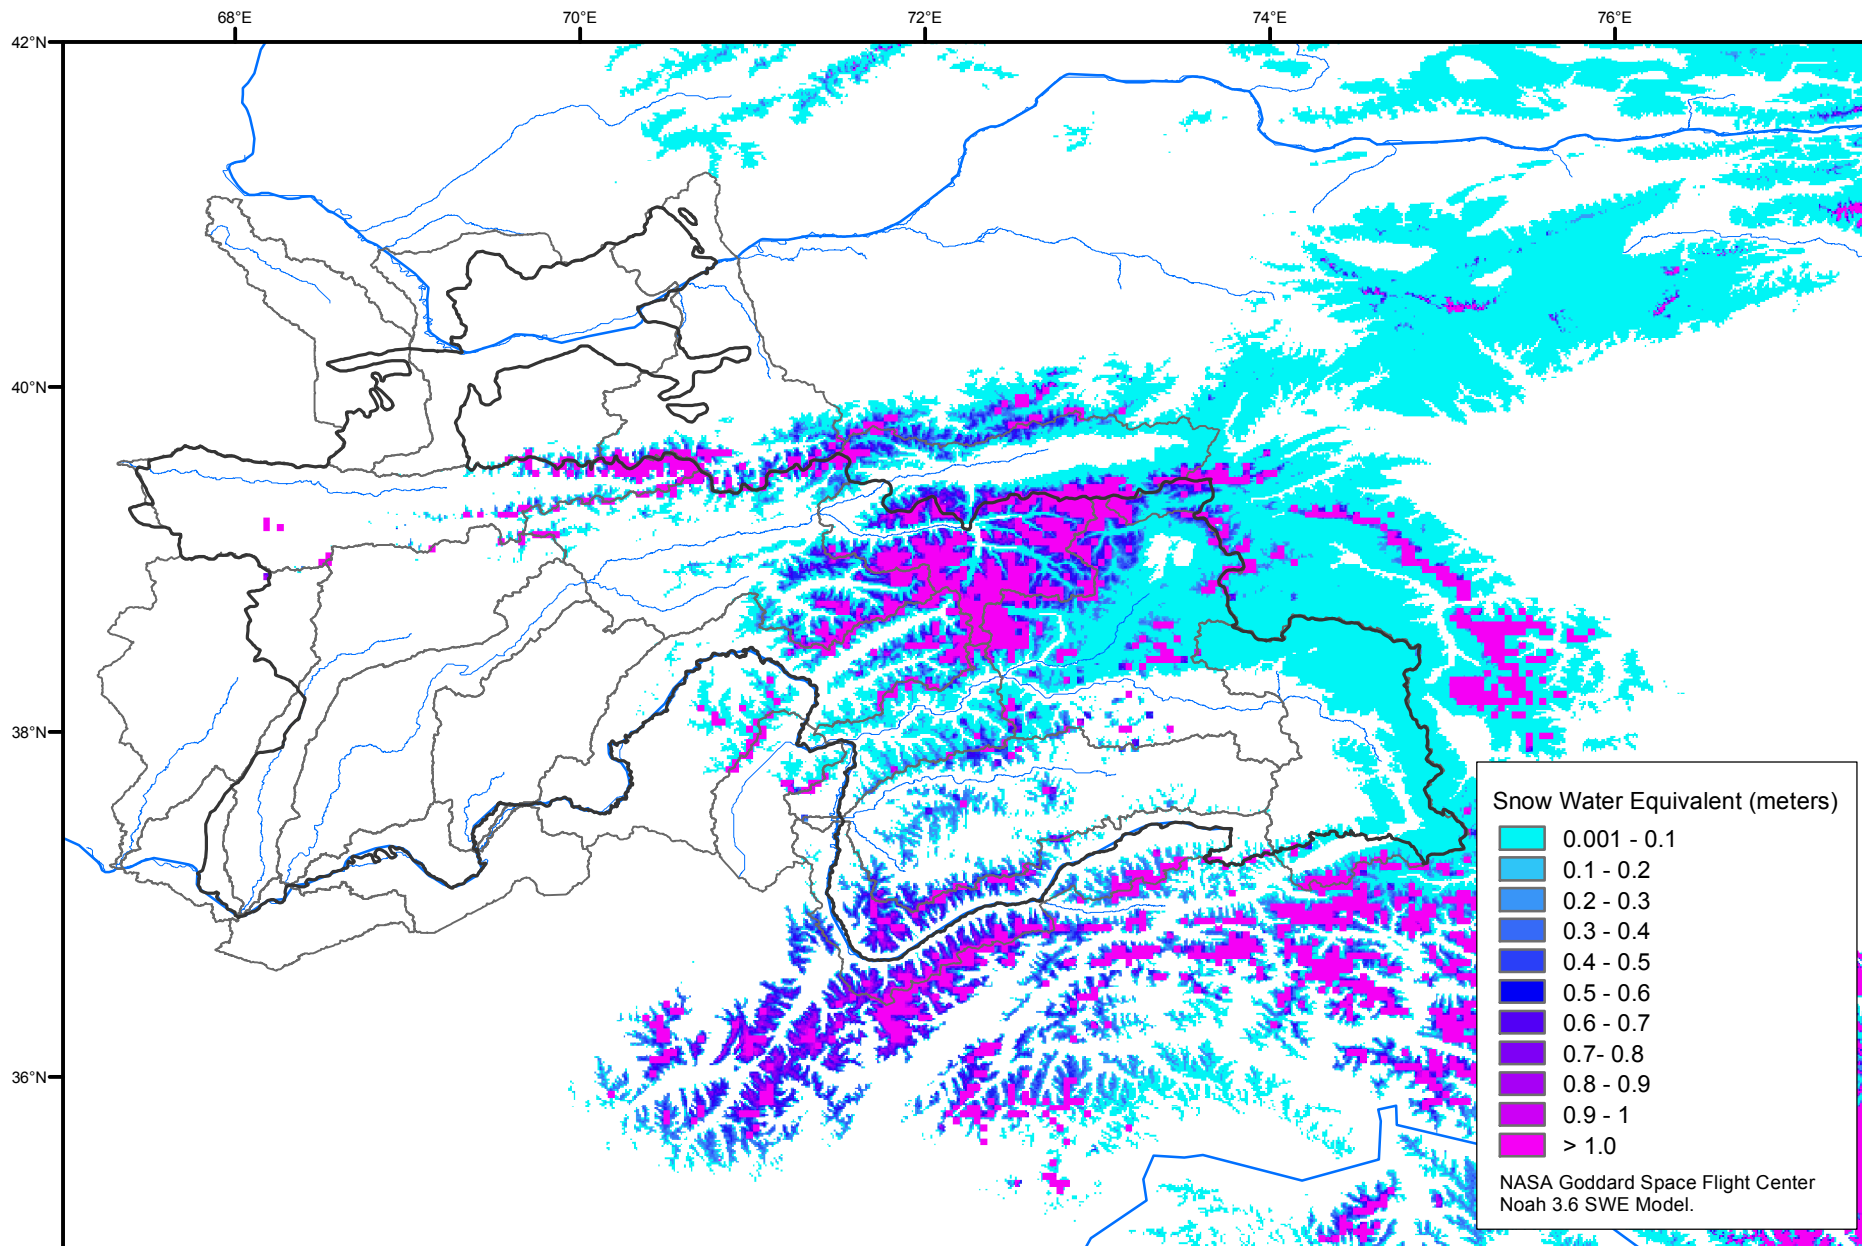 68°E
70°E
72°E
74°E
76°E
42°N
40°N
38°N
36°N
Snow Water Equivalent (meters)
0.001 - 0.1
0.1 - 0.2
0.2 - 0.3
0.3 - 0.4
0.4 - 0.5
0.5 - 0.6
0.6 - 0.7
0.7- 0.8
0.8 - 0.9
0.9 - 1
> 1.0
NASA Goddard Space Flight Center
Noah 3.6 SWE Model.